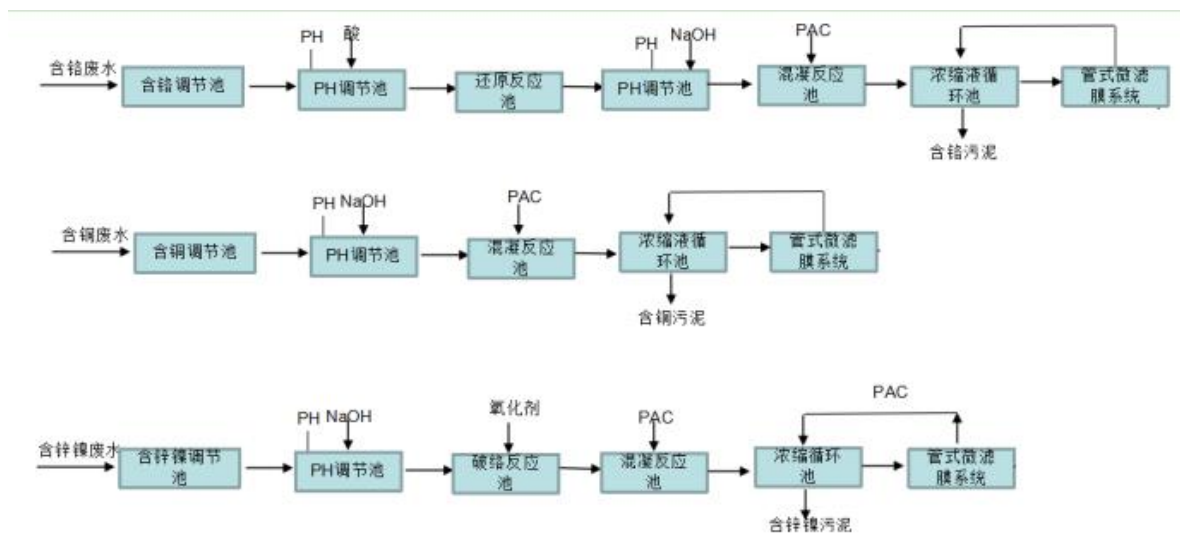 PH
酸
PH
NaOH
PAC
含铬废水
含铬调节池
PH调节池
还原反应
池
PH调节池
混凝反应
池
浓缩液循
环池
管式微滤
膜系统
含铬污泥
PH
NaOH
PAC
含铜废水
含铜调节池
PH调节池
混凝反应
池
浓缩液循
环池
管式微滤
膜系统
含铜污泥
PH
NaOH
氧化剂
PAC
PAC
含锌镍废水
含锌镍调节
池
PH调节池
破络反应
池
混凝反应
池
浓缩循环
池
管式微滤
膜系统
含锌镍污泥